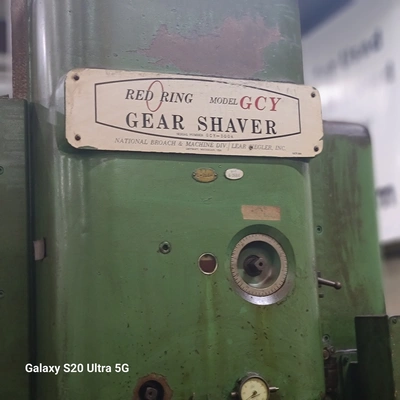 RED RING MODEL GCY
GEAR SHAVER
NATIONAL BROACH & MACHINE DIV / LEAR SIEGLER, INC.
Galaxy S20 Ultra 5G